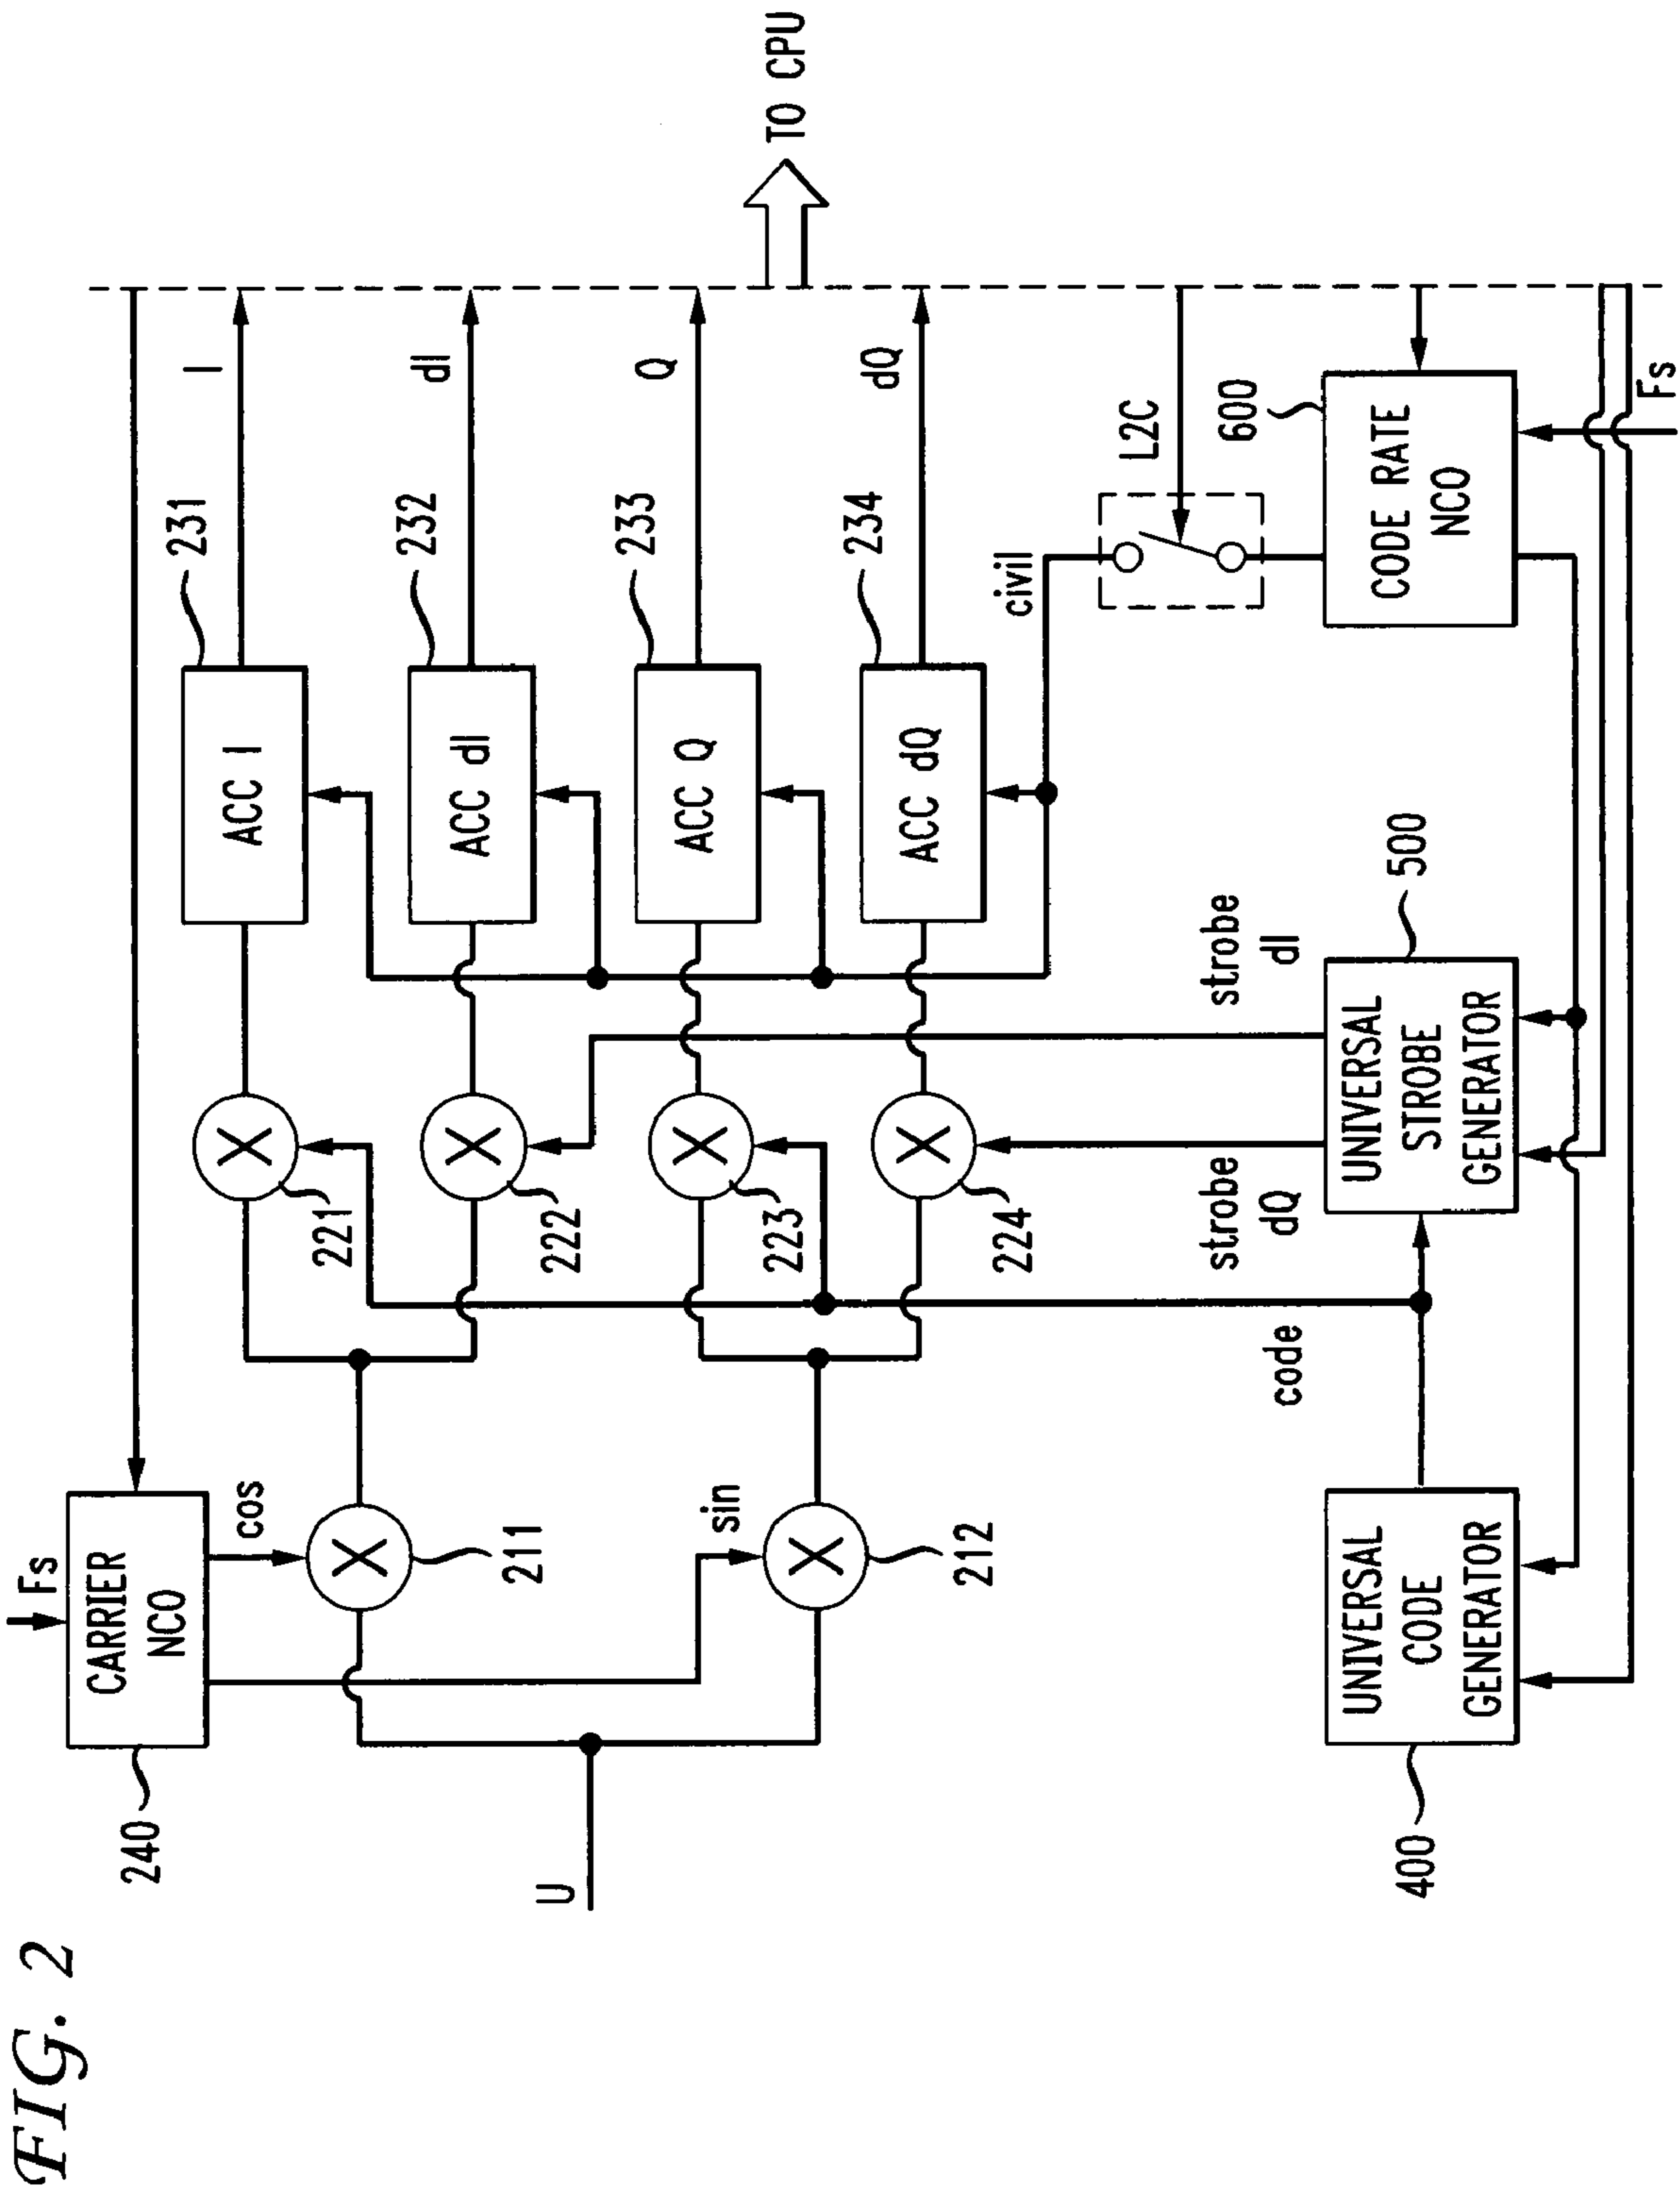 FIG. 2
Fs
CARRIER
NCO
240
cos
sin
U
211
212
221
222
223
224
ACC I
231
I
ACC dI
232
dI
ACC Q
233
Q
ACC dQ
234
dQ
TO CPU
civil
L2C
code
strobe
dQ
strobe
dI
UNIVERSAL
CODE
GENERATOR
400
UNIVERSAL
STROBE
GENERATOR
500
CODE RATE
NCO
600
Fs